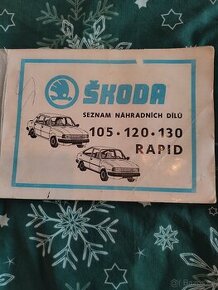 ŠKODA
SEZNAM NÁHRADNÍCH DÍLŮ
105 • 120 • 130
RAPID